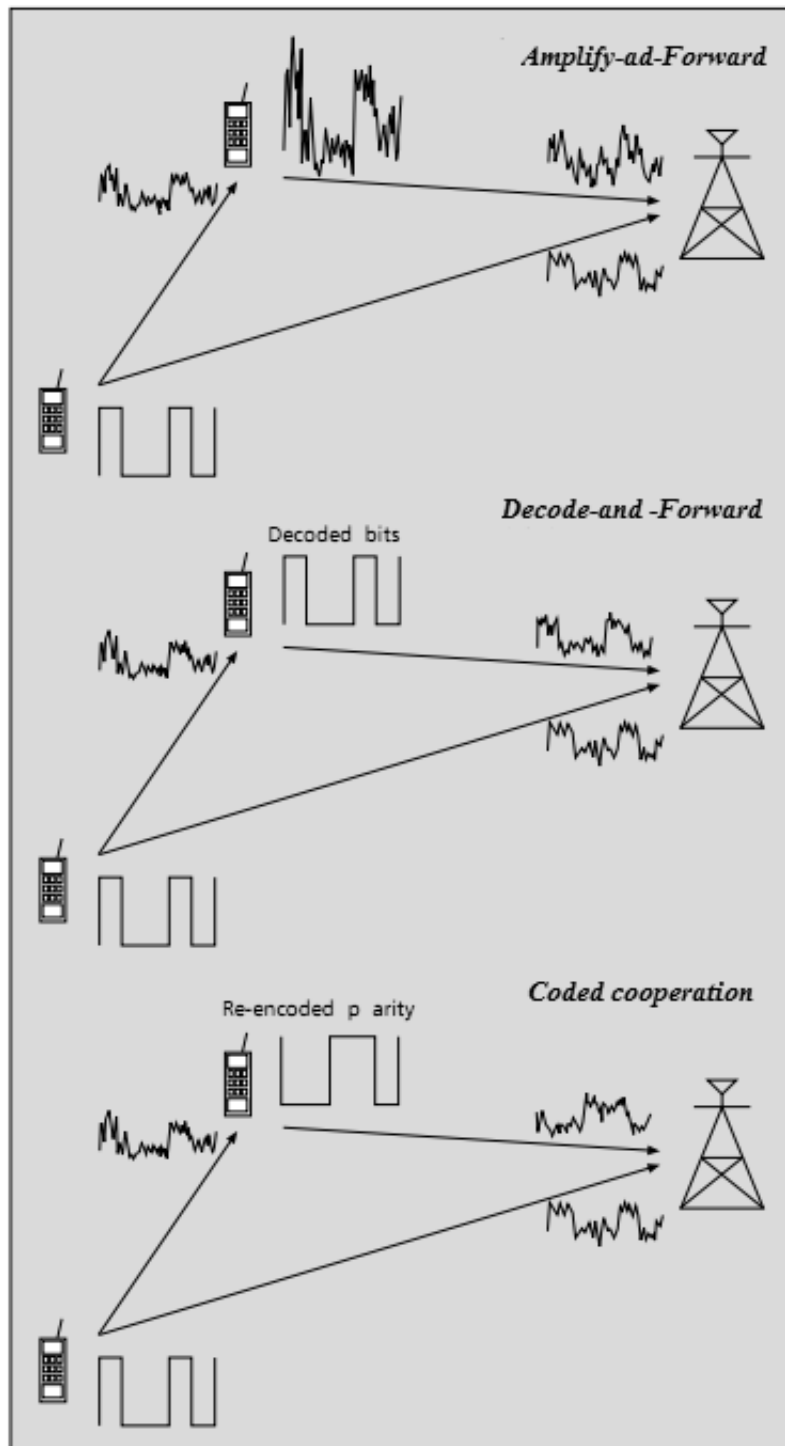 Amplify-ad-Forward
Decode-and -Forward
Decoded bits
Coded cooperation
Re-encoded p arity